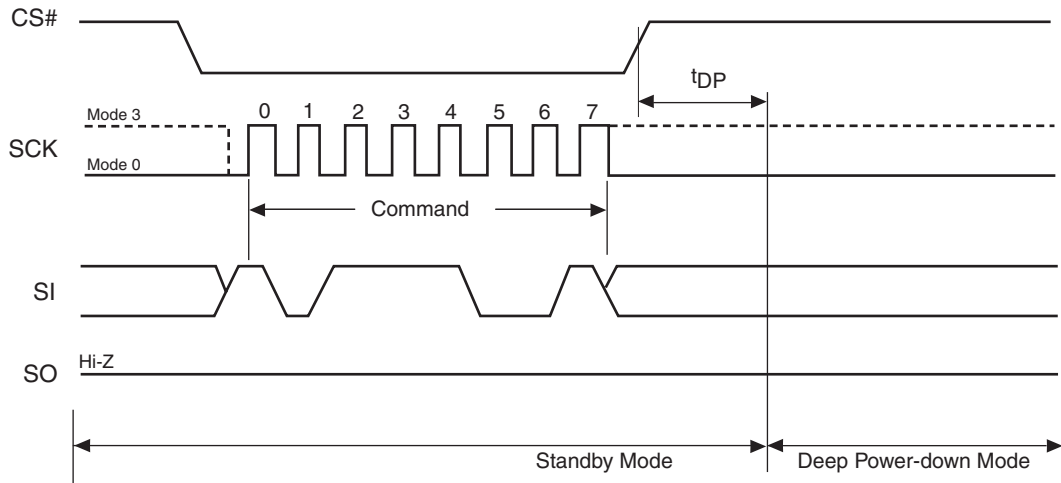 CS#
tDP
Mode 3
0 1 2 3 4 5 6 7
SCK
Mode 0
Command
SI
Hi-Z
SO
Standby Mode
Deep Power-down Mode